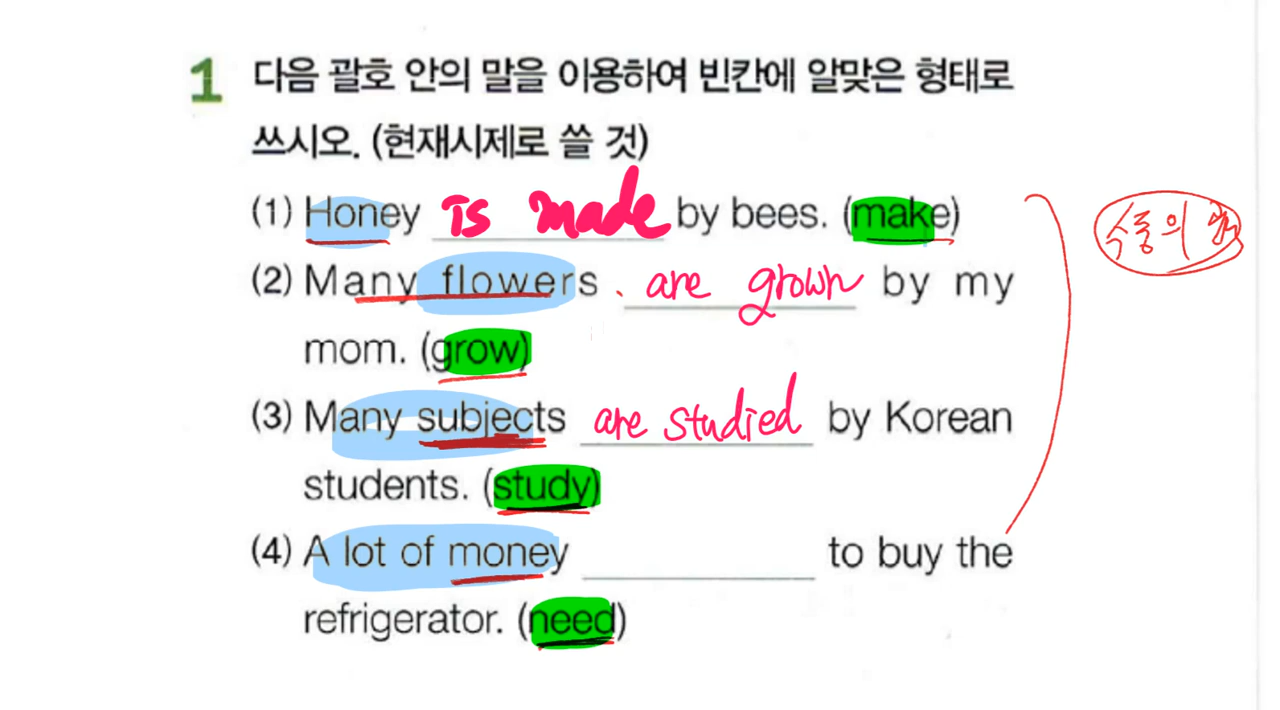 1 다음 괄호 안의 말을 이용하여 빈칸에 알맞은 형태로
쓰시오. (현재시제로 쓸 것)
(1) Honey is made by bees. (make)
(2) Many flowers are grown by my
mom. (grow)
(3) Many subjects are studied by Korean
students. (study)
(4) A lot of money to buy the
refrigerator. (need)
수동의